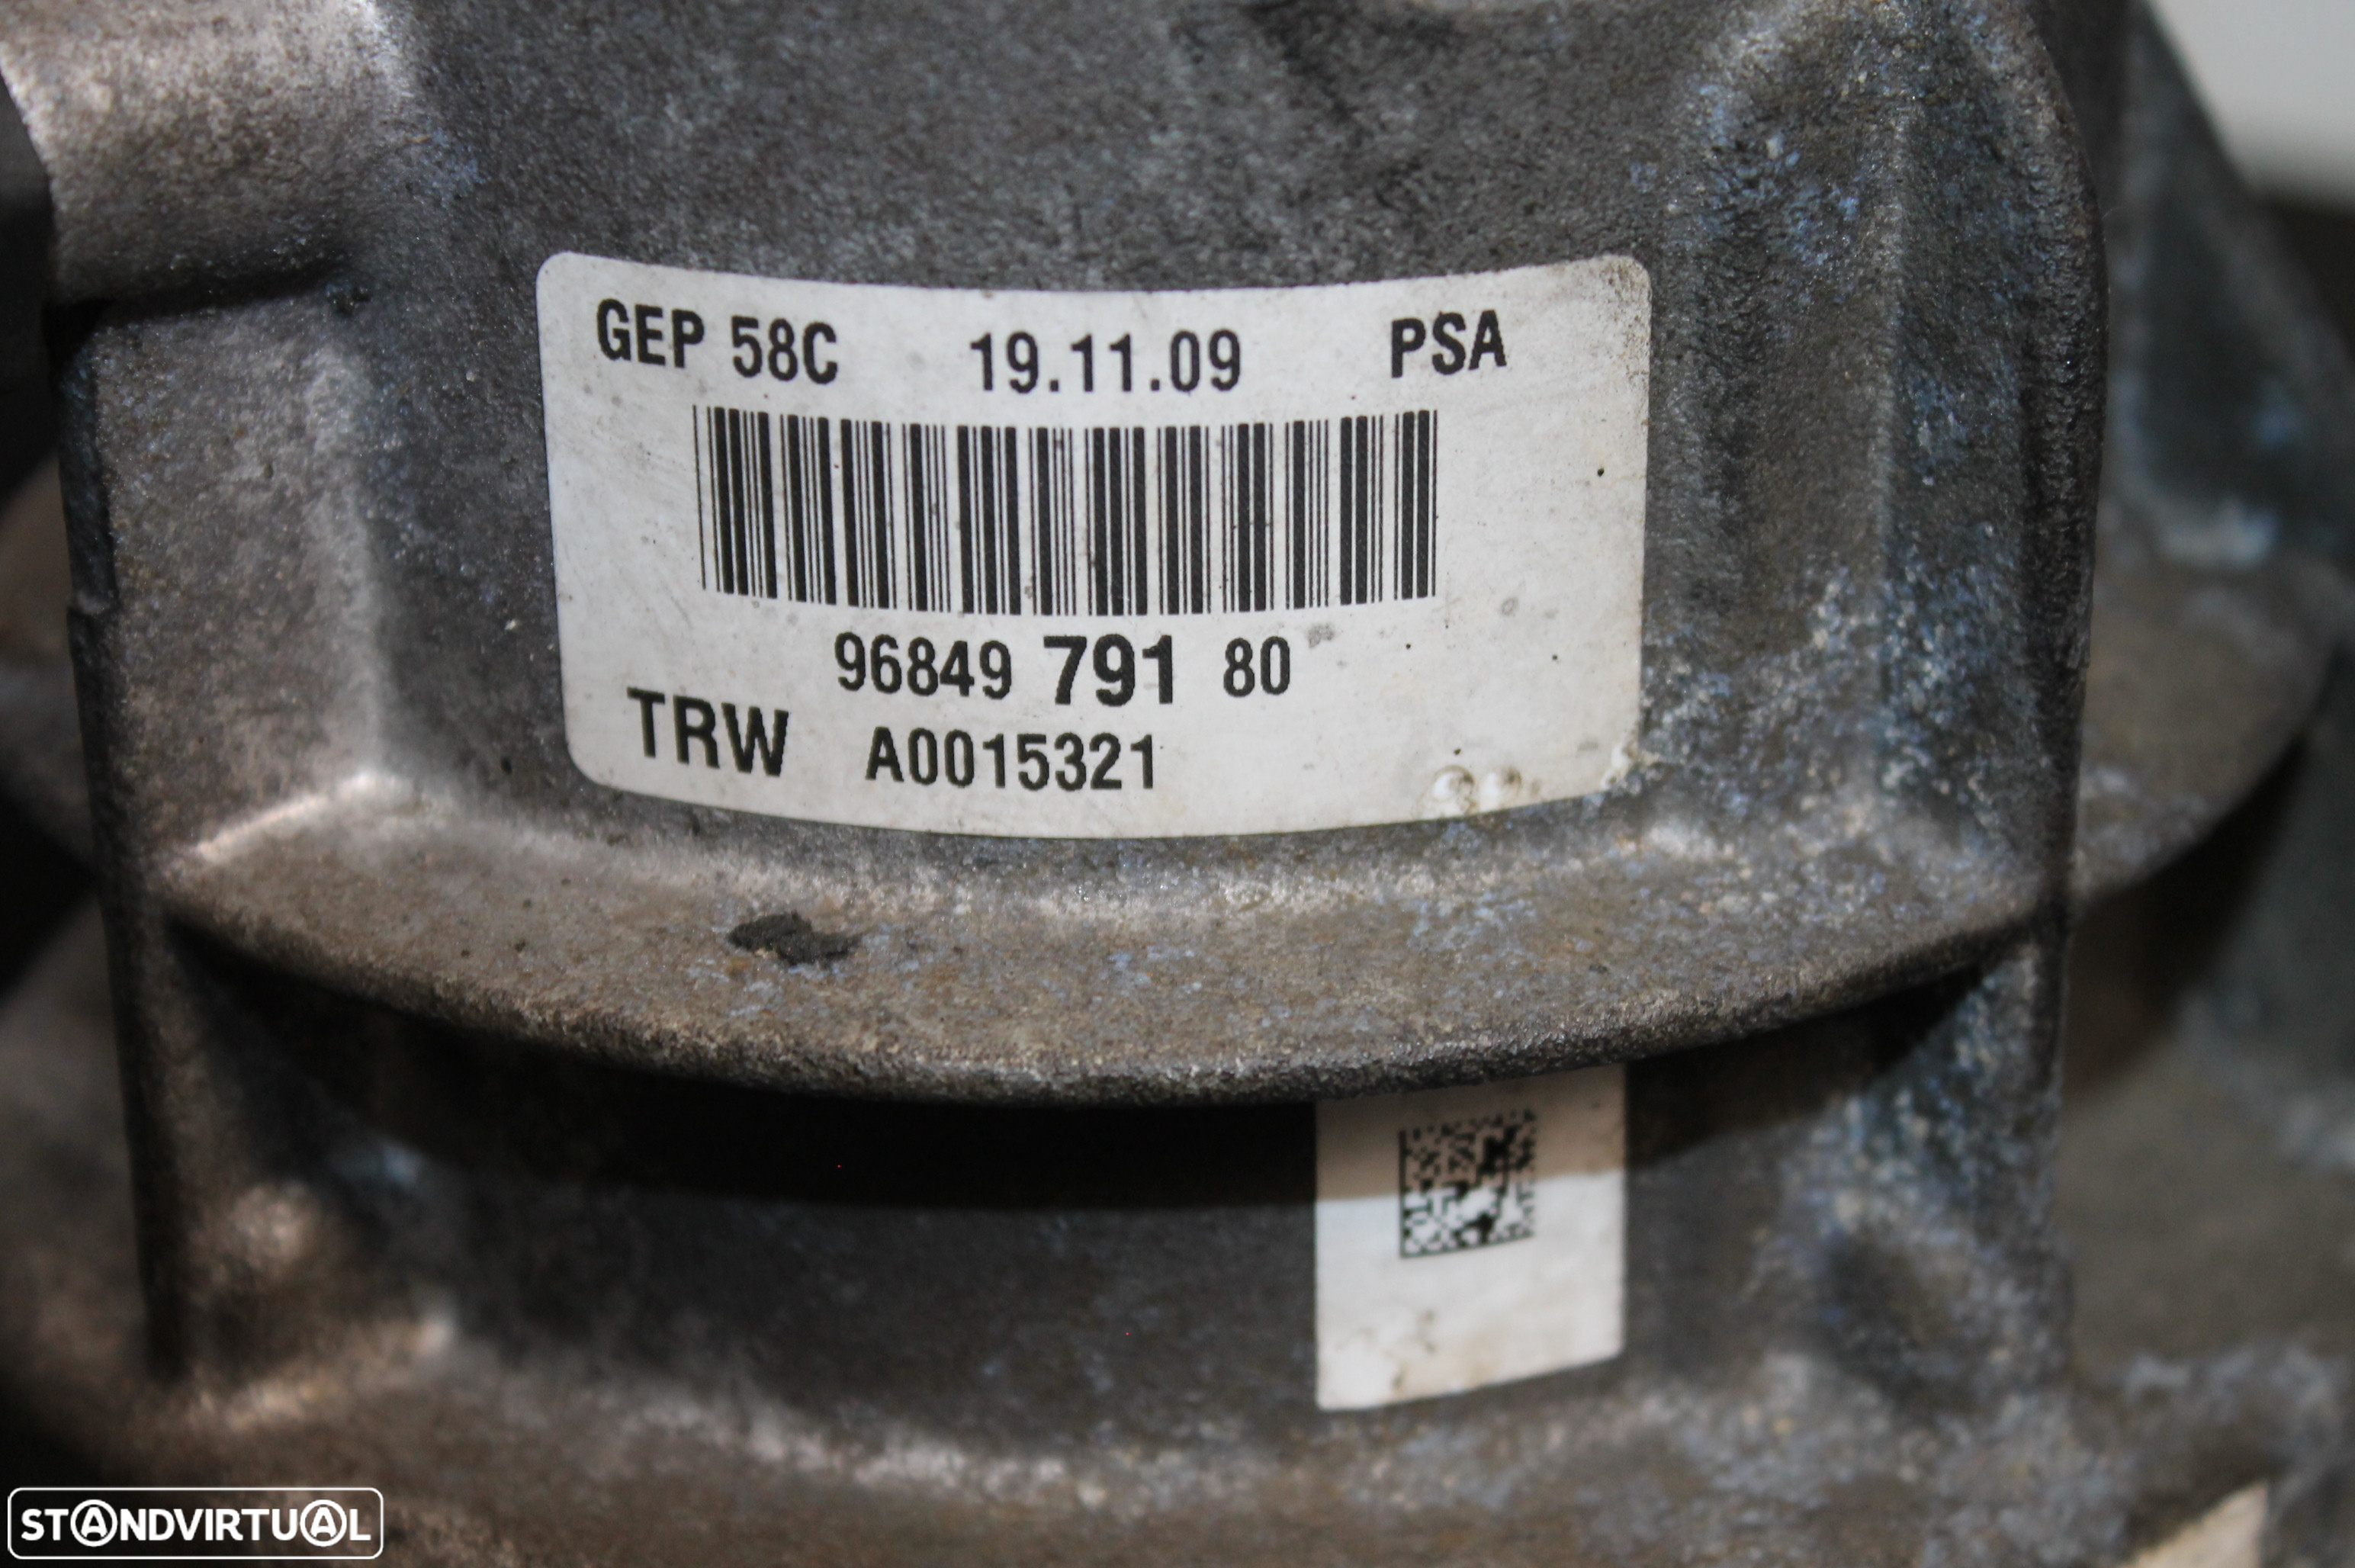 GEP 58C 19.11.09 PSA
96849 791 80
TRW A0015321
STANDVIRTUAL